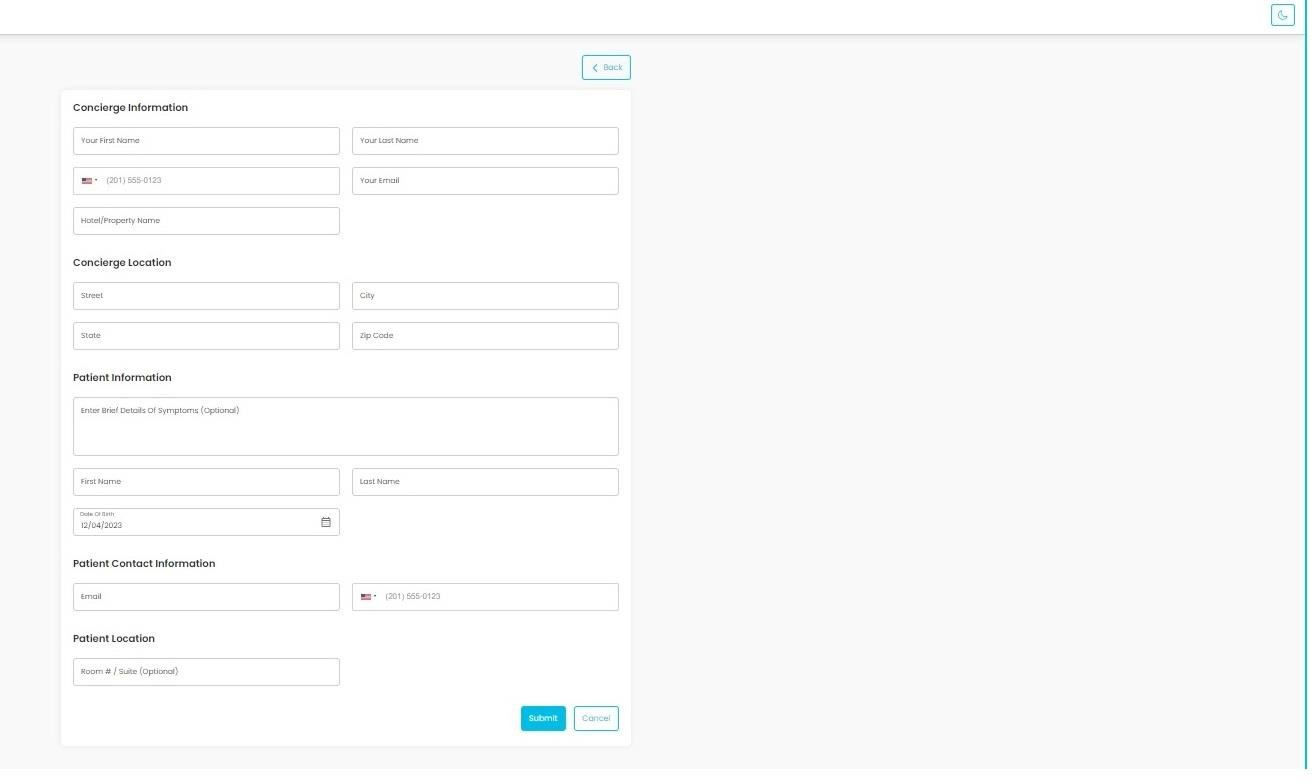 Back
Concierge Information
Your First Name
Your Last Name
(201) 555-0123
Your Email
Hotel/Property Name
Concierge Location
Street
City
State
Zip Code
Patient Information
Enter Brief Details Of Symptoms (Optional)
First Name
Last Name
Date Of Birth
12/04/2023
Patient Contact Information
Email
(201) 555-0123
Patient Location
Room # / Suite (Optional)
Submit
Cancel